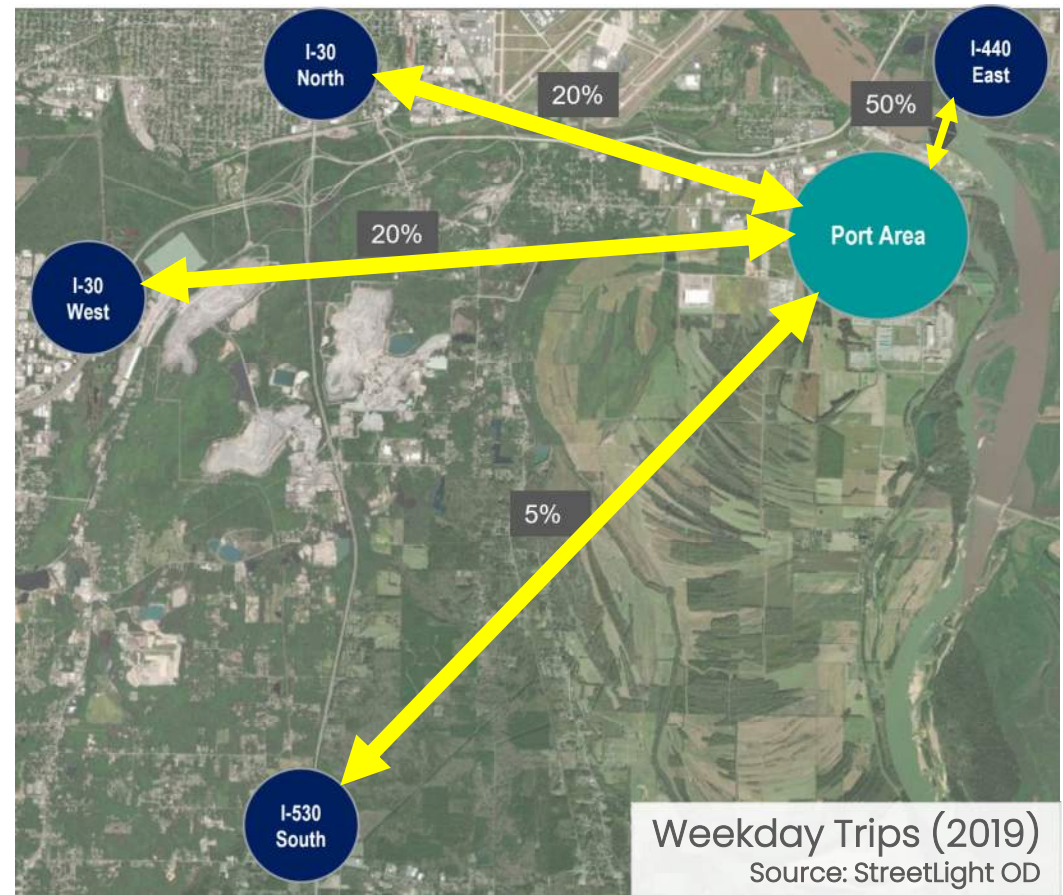 I-30
North
I-440
East
20%
50%
Port Area
20%
I-30
West
5%
I-530
South
Weekday Trips (2019)
Source: StreetLight OD